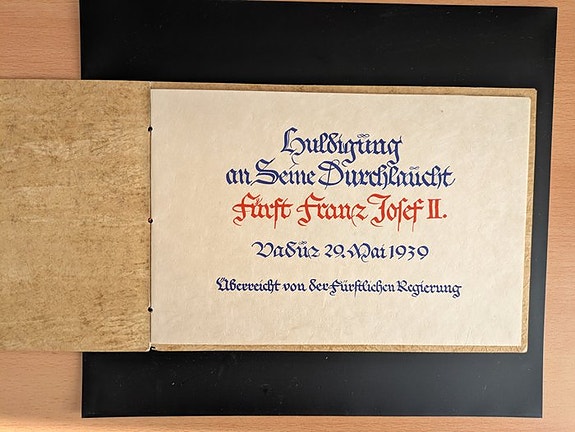 Huldigung
an Seine Durchlaucht
Fürst Franz Josef II.
Vaduz 29. Mai 1939
Überreicht von der Fürstlichen Regierung